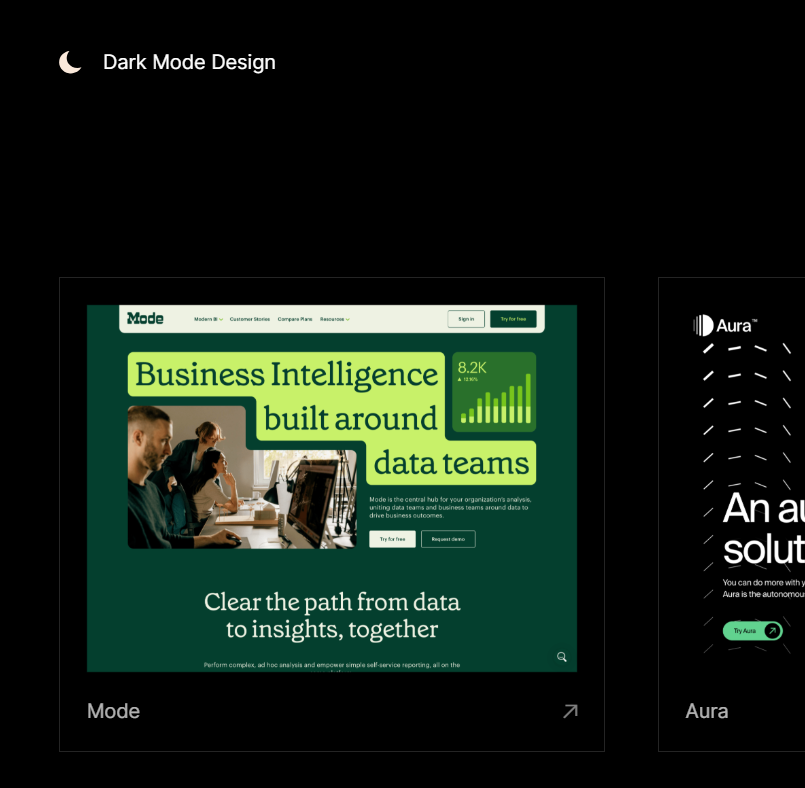 Dark Mode Design
Mode
Modern BI
Customer Stories
Compare Plans
Resources
Sign in
Try for free
Business Intelligence
built around
data teams
8.2K
▲ 12.16%
Mode is the central hub for your organization's analysis,
uniting data teams and business teams around data to
drive business outcomes.
Try for free
Request demo
Clear the path from data
to insights, together
Perform complex, ad hoc analysis and empower simple self-service reporting, all on the
Mode
Aura™
An au
solut
You can do more with y
Aura is the autonomou
Try Aura
Aura